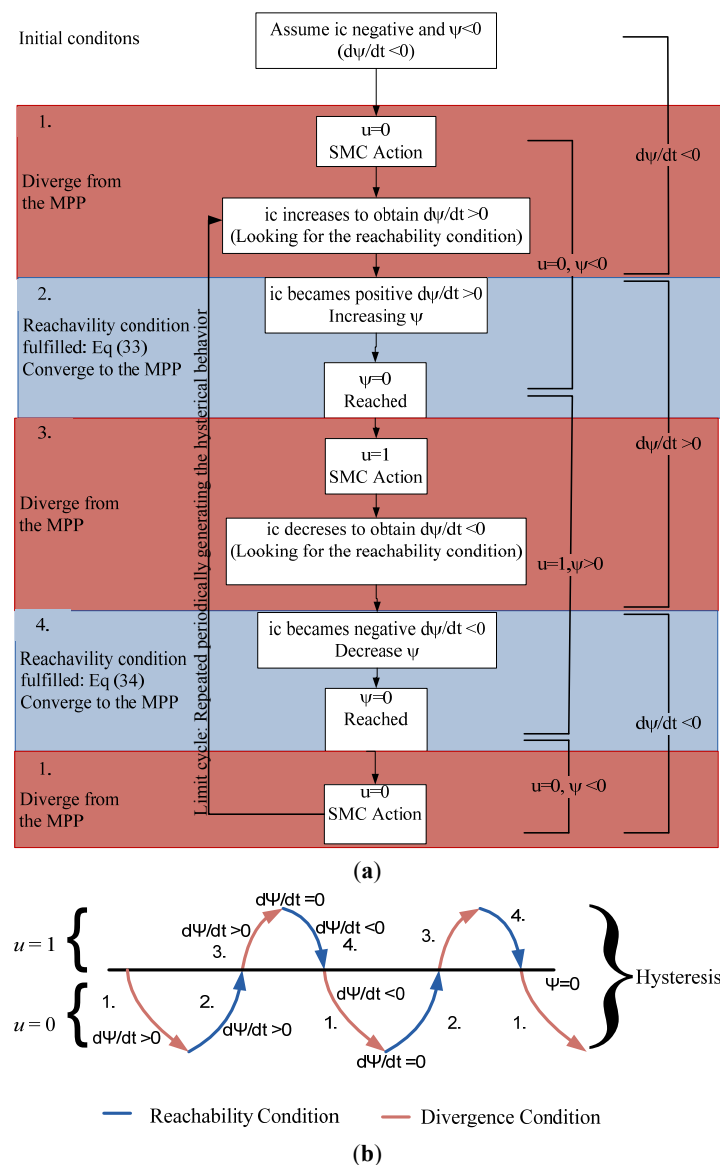 Initial conditons
Assume ic negative and ψ<0
(dψ/dt <0)
1.
Diverge from
the MPP
u=0
SMC Action
dψ/dt <0
ic increases to obtain dψ/dt >0
(Looking for the reachability condition)
u=0, ψ<0
2.
Reachavility condition
fulfilled: Eq (33)
Converge to the MPP
ic becomes positive dψ/dt >0
Increasing ψ
ψ=0
Reached
3.
Diverge from
the MPP
u=1
SMC Action
dψ/dt >0
ic decreses to obtain dψ/dt <0
(Looking for the reachability condition)
u=1,ψ>0
4.
Reachavility condition
fulfilled: Eq (34)
Converge to the MPP
ic becomes negative dψ/dt <0
Decrease ψ
ψ=0
Reached
dψ/dt <0
Limit cycle: Repeated periodically generating the hysterical behavior
1.
Diverge from
the MPP
u=0
SMC Action
u=0, ψ<0
(a)
dΨ/dt =0
dΨ/dt >0
dΨ/dt <0
4.
u = 1
3.
4.
3.
Ψ=0
Hysteresis
u = 0
1.
2.
dΨ/dt <0
dΨ/dt >0
dΨ/dt >0
1.
2.
1.
dΨ/dt =0
Reachability Condition
Divergence Condition
(b)